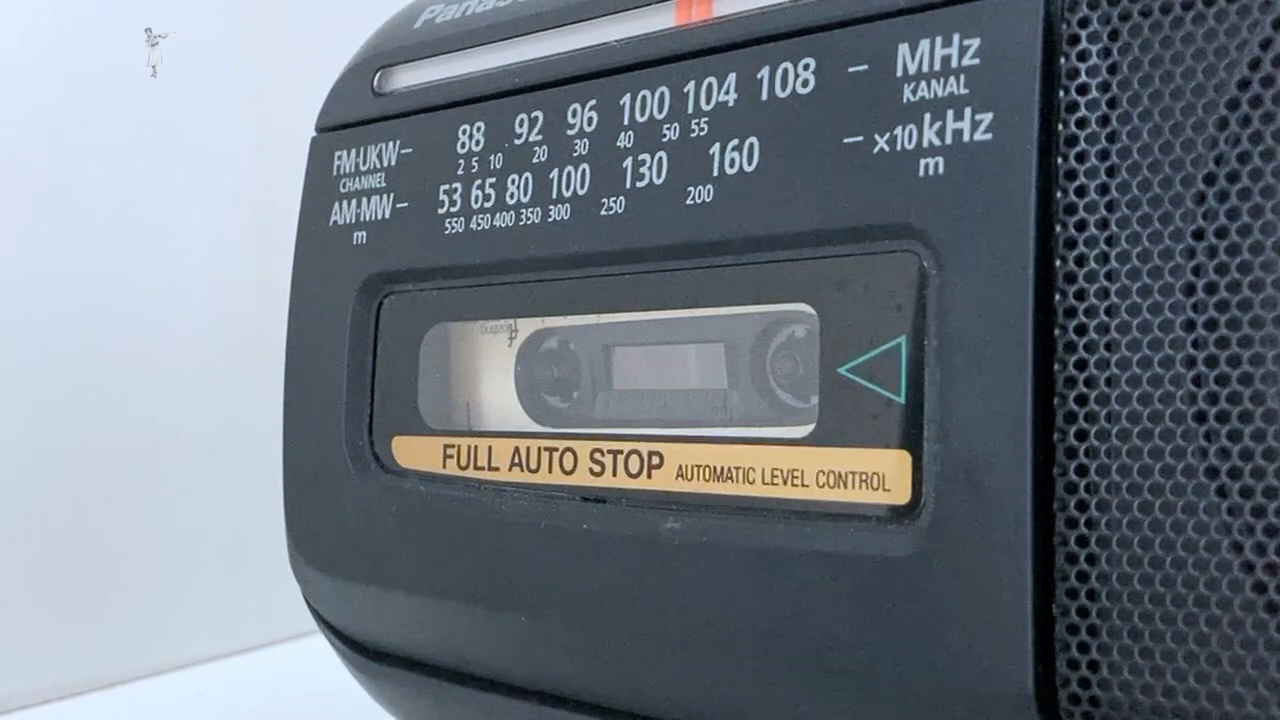 88 92 96 100 104 108 – MHz
FM·UKW– 2 5 10 20 30 40 50 55 KANAL
CHANNEL
53 65 80 100 130 160 – ×10 kHz
AM·MW– 550 450 400 350 300 250 200 m
m
floating
FULL AUTO STOP AUTOMATIC LEVEL CONTROL